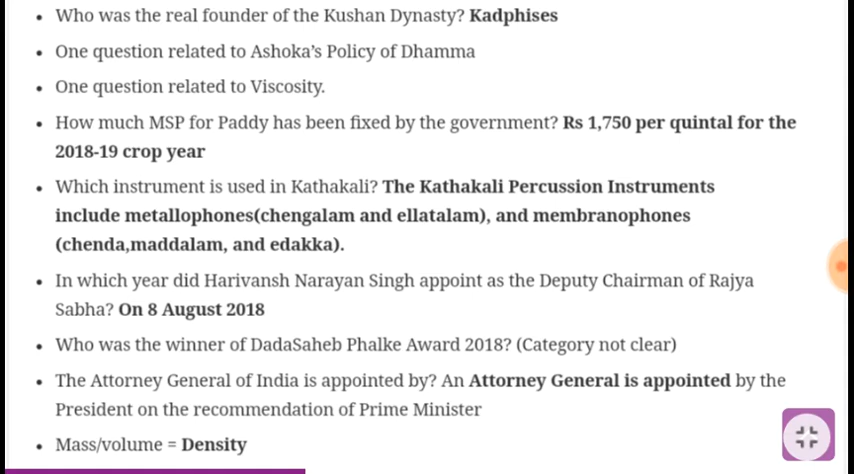 • Who was the real founder of the Kushan Dynasty? Kadphises
• One question related to Ashoka’s Policy of Dhamma
• One question related to Viscosity.
• How much MSP for Paddy has been fixed by the government? Rs 1,750 per quintal for the
2018-19 crop year
• Which instrument is used in Kathakali? The Kathakali Percussion Instruments
include metallophones(chengalam and ellatalam), and membranophones
(chenda,maddalam, and edakka).
• In which year did Harivansh Narayan Singh appoint as the Deputy Chairman of Rajya
Sabha? On 8 August 2018
• Who was the winner of DadaSaheb Phalke Award 2018? (Category not clear)
• The Attorney General of India is appointed by? An Attorney General is appointed by the
President on the recommendation of Prime Minister
• Mass/volume = Density